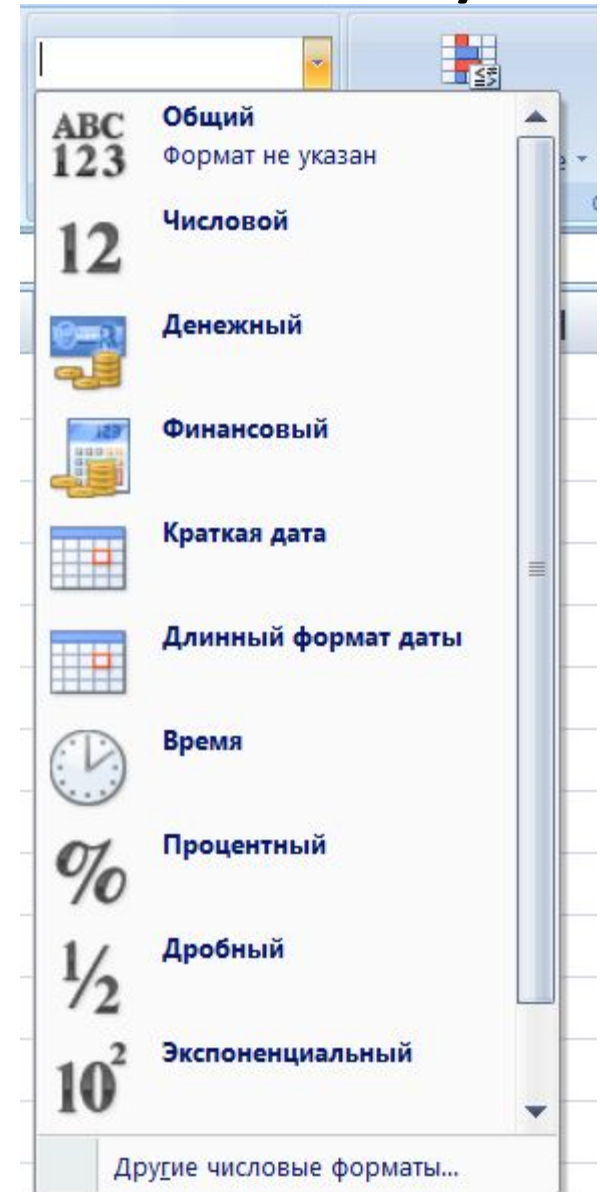 ABC
123
Общий
Формат не указан
12
Числовой
Денежный
Финансовый
Краткая дата
Длинный формат даты
Время
%
Процентный
1/2
Дробный
10²
Экспоненциальный
Другие числовые форматы...